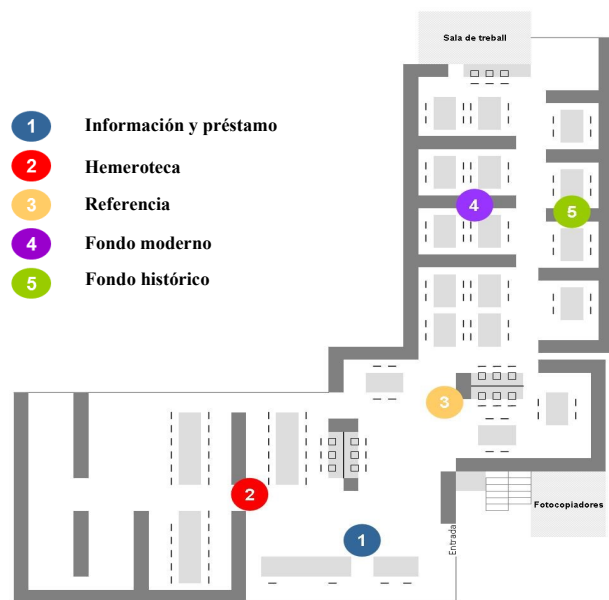 Sala de treball
1 Información y préstamo
2 Hemeroteca
3 Referencia
4 Fondo moderno
5 Fondo histórico
4
5
3
2
1
Entrada
Fotocopiadores